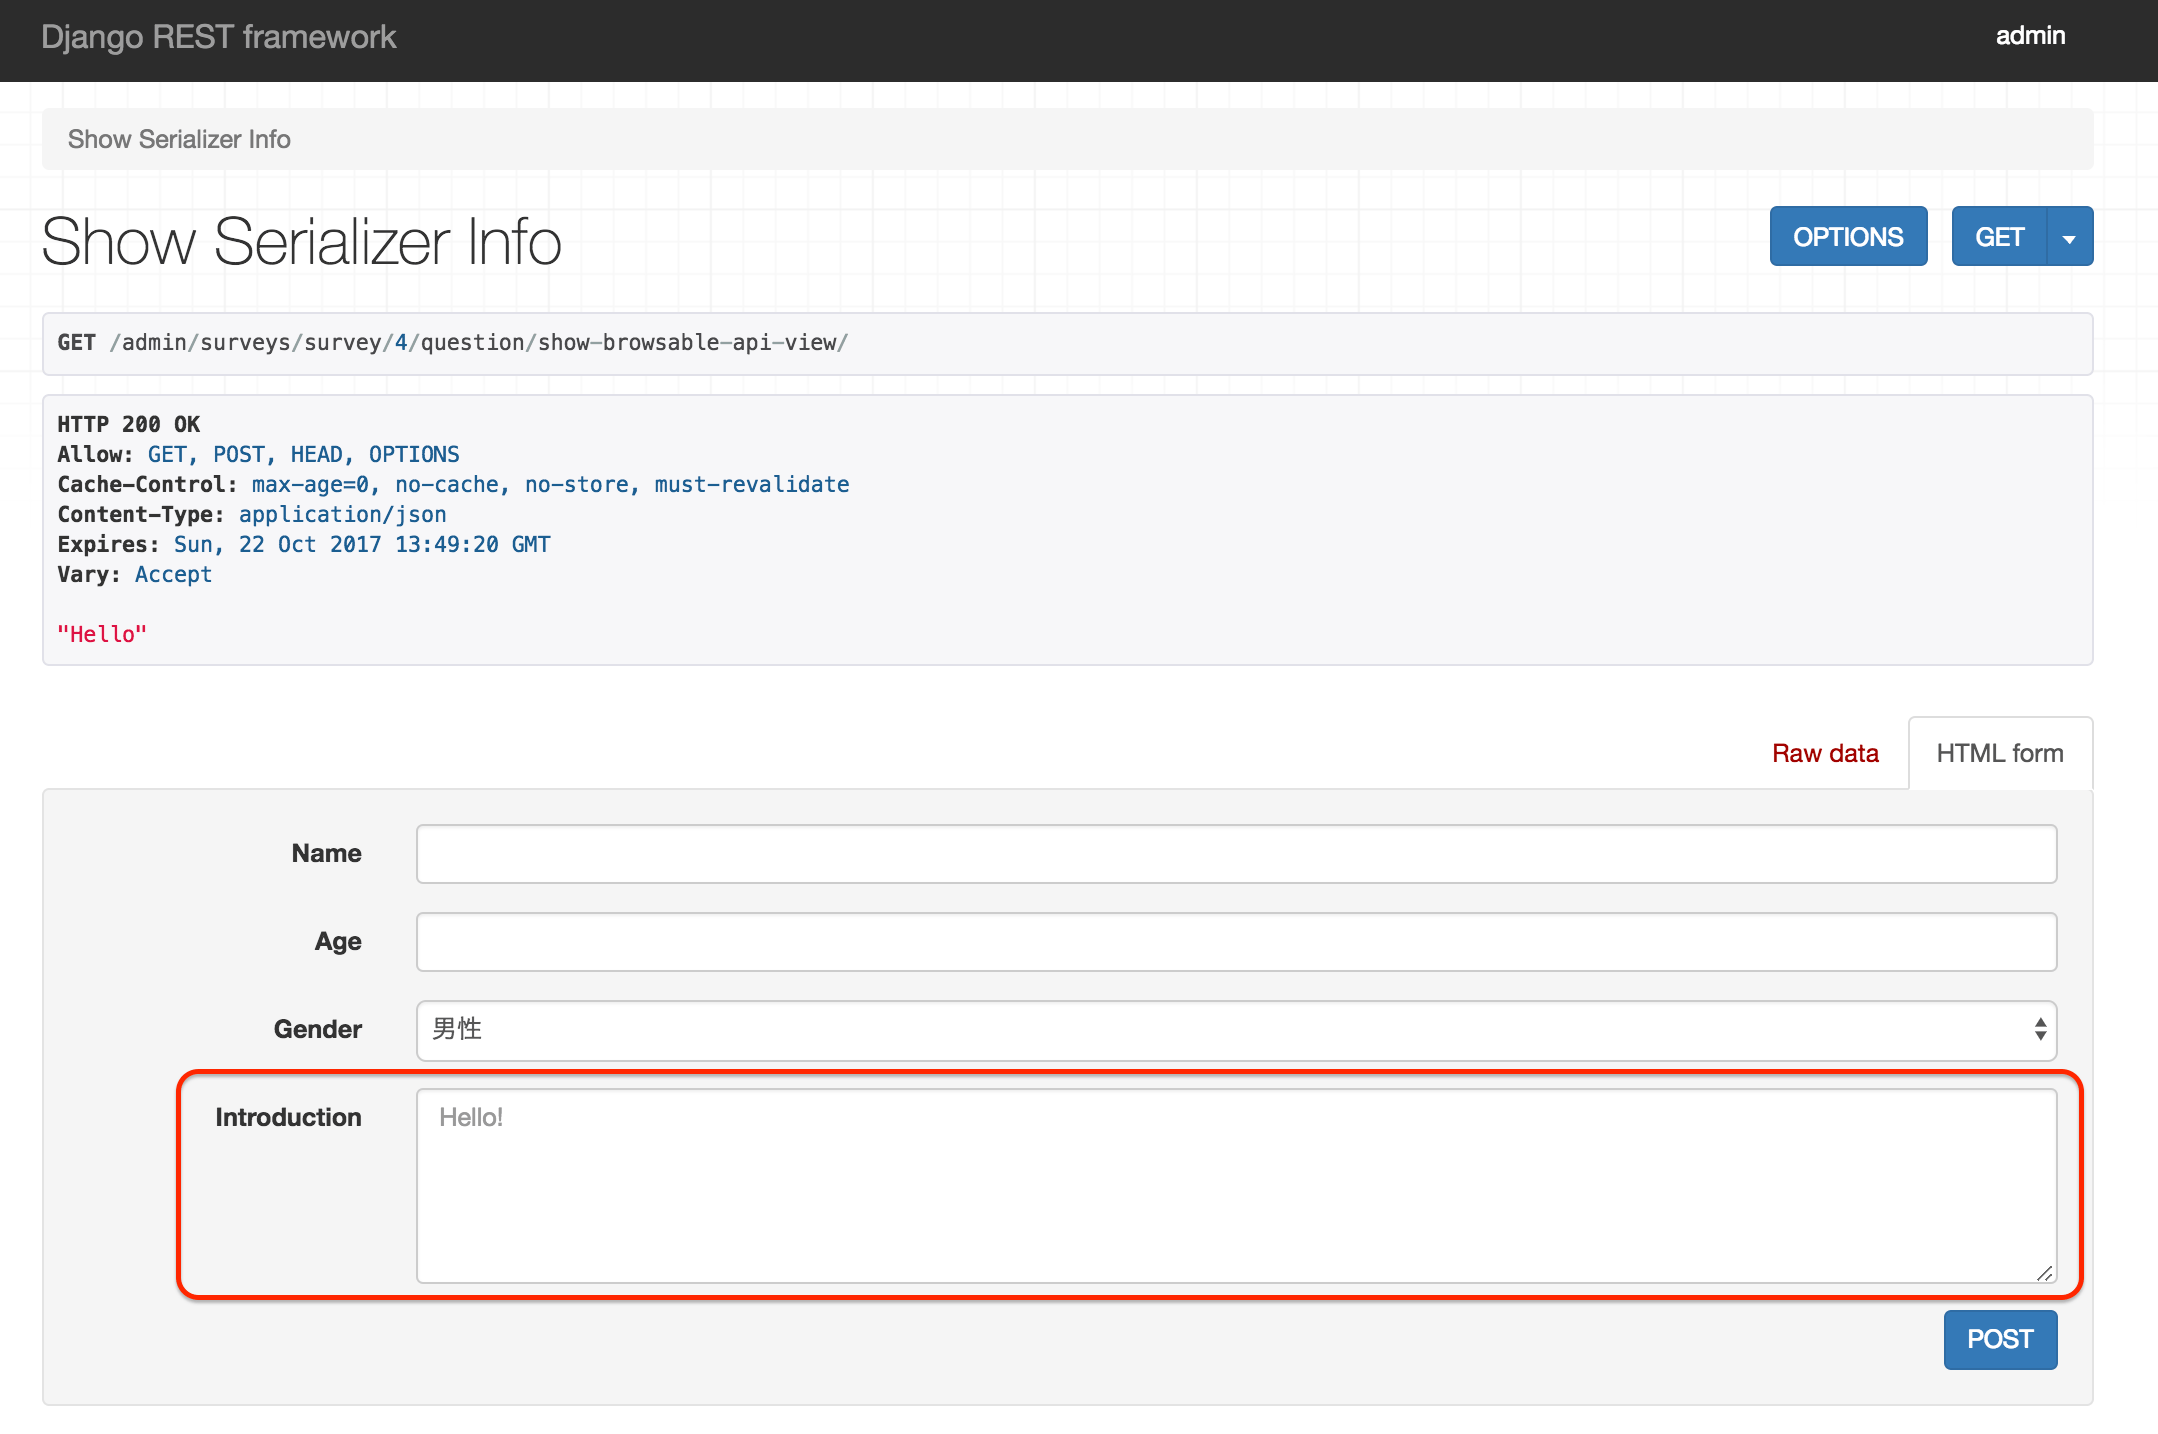 Django REST framework
admin
Show Serializer Info
Show Serializer Info
OPTIONS
GET
GET /admin/surveys/survey/4/question/show-browsable-api-view/
HTTP 200 OK
Allow: GET, POST, HEAD, OPTIONS
Cache-Control: max-age=0, no-cache, no-store, must-revalidate
Content-Type: application/json
Expires: Sun, 22 Oct 2017 13:49:20 GMT
Vary: Accept
"Hello"
Raw data
HTML form
Name
Age
Gender
男性
Introduction
Hello!
POST